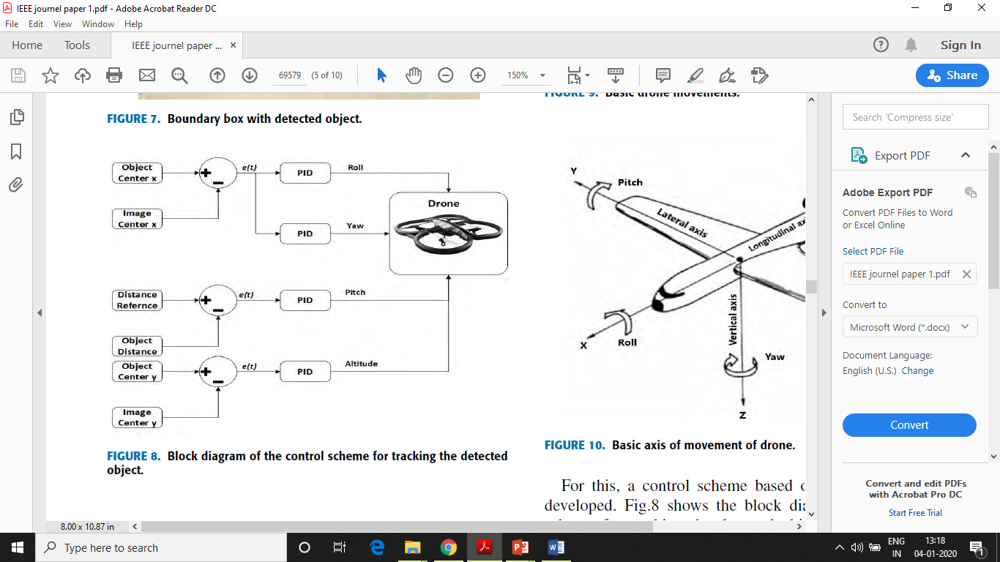 IEEE journel paper 1.pdf - Adobe Acrobat Reader DC
File Edit View Window Help
Home Tools IEEE journel paper ... × Sign In
69579 (5 of 10) 150% Share
FIGURE 9. Basic drone movements.
FIGURE 7. Boundary box with detected object.
Object
Center x
+
−
e(t)
PID
Roll
Image
Center x
PID
Yaw
Drone
Distance
Refernce
+
−
e(t)
PID
Pitch
Object
Distance
Object
Center y
+
−
e(t)
PID
Altitude
Image
Center y
FIGURE 8. Block diagram of the control scheme for tracking the detected
object.
Y
Pitch
Lateral axis
Longitudinal
X
Roll
Vertical axis
Yaw
Z
FIGURE 10. Basic axis of movement of drone.
For this, a control scheme based
developed. Fig.8 shows the block
8.00 x 10.87 in
Search 'Compress size'
Export PDF
Adobe Export PDF
Convert PDF Files to Word
or Excel Online
Select PDF File
IEEE journel paper 1.pdf
Convert to
Microsoft Word (*.docx)
Document Language:
English (U.S.) Change
Convert
Convert and edit PDFs
with Acrobat Pro DC
Start Free Trial
Type here to search
ENG
IN
13:18
04-01-2020
1